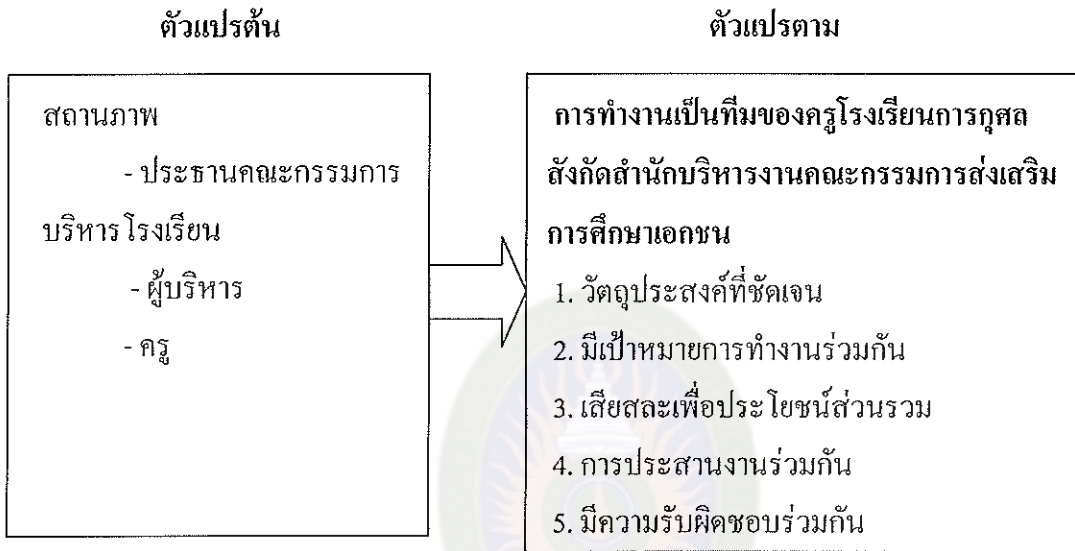 ตัวแปรต้น
สถานภาพ
- ประธานคณะกรรมการ
บริหารโรงเรียน
- ผู้บริหาร
- ครู
ตัวแปรตาม
การทำงานเป็นทีมของครูโรงเรียนการกุศล
สังกัดสำนักบริหารงานคณะกรรมการส่งเสริม
การศึกษาเอกชน
1. วัตถุประสงค์ที่ชัดเจน
2. มีเป้าหมายการทำงานร่วมกัน
3. เสียสละเพื่อประโยชน์ส่วนรวม
4. การประสานงานร่วมกัน
5. มีความรับผิดชอบร่วมกัน